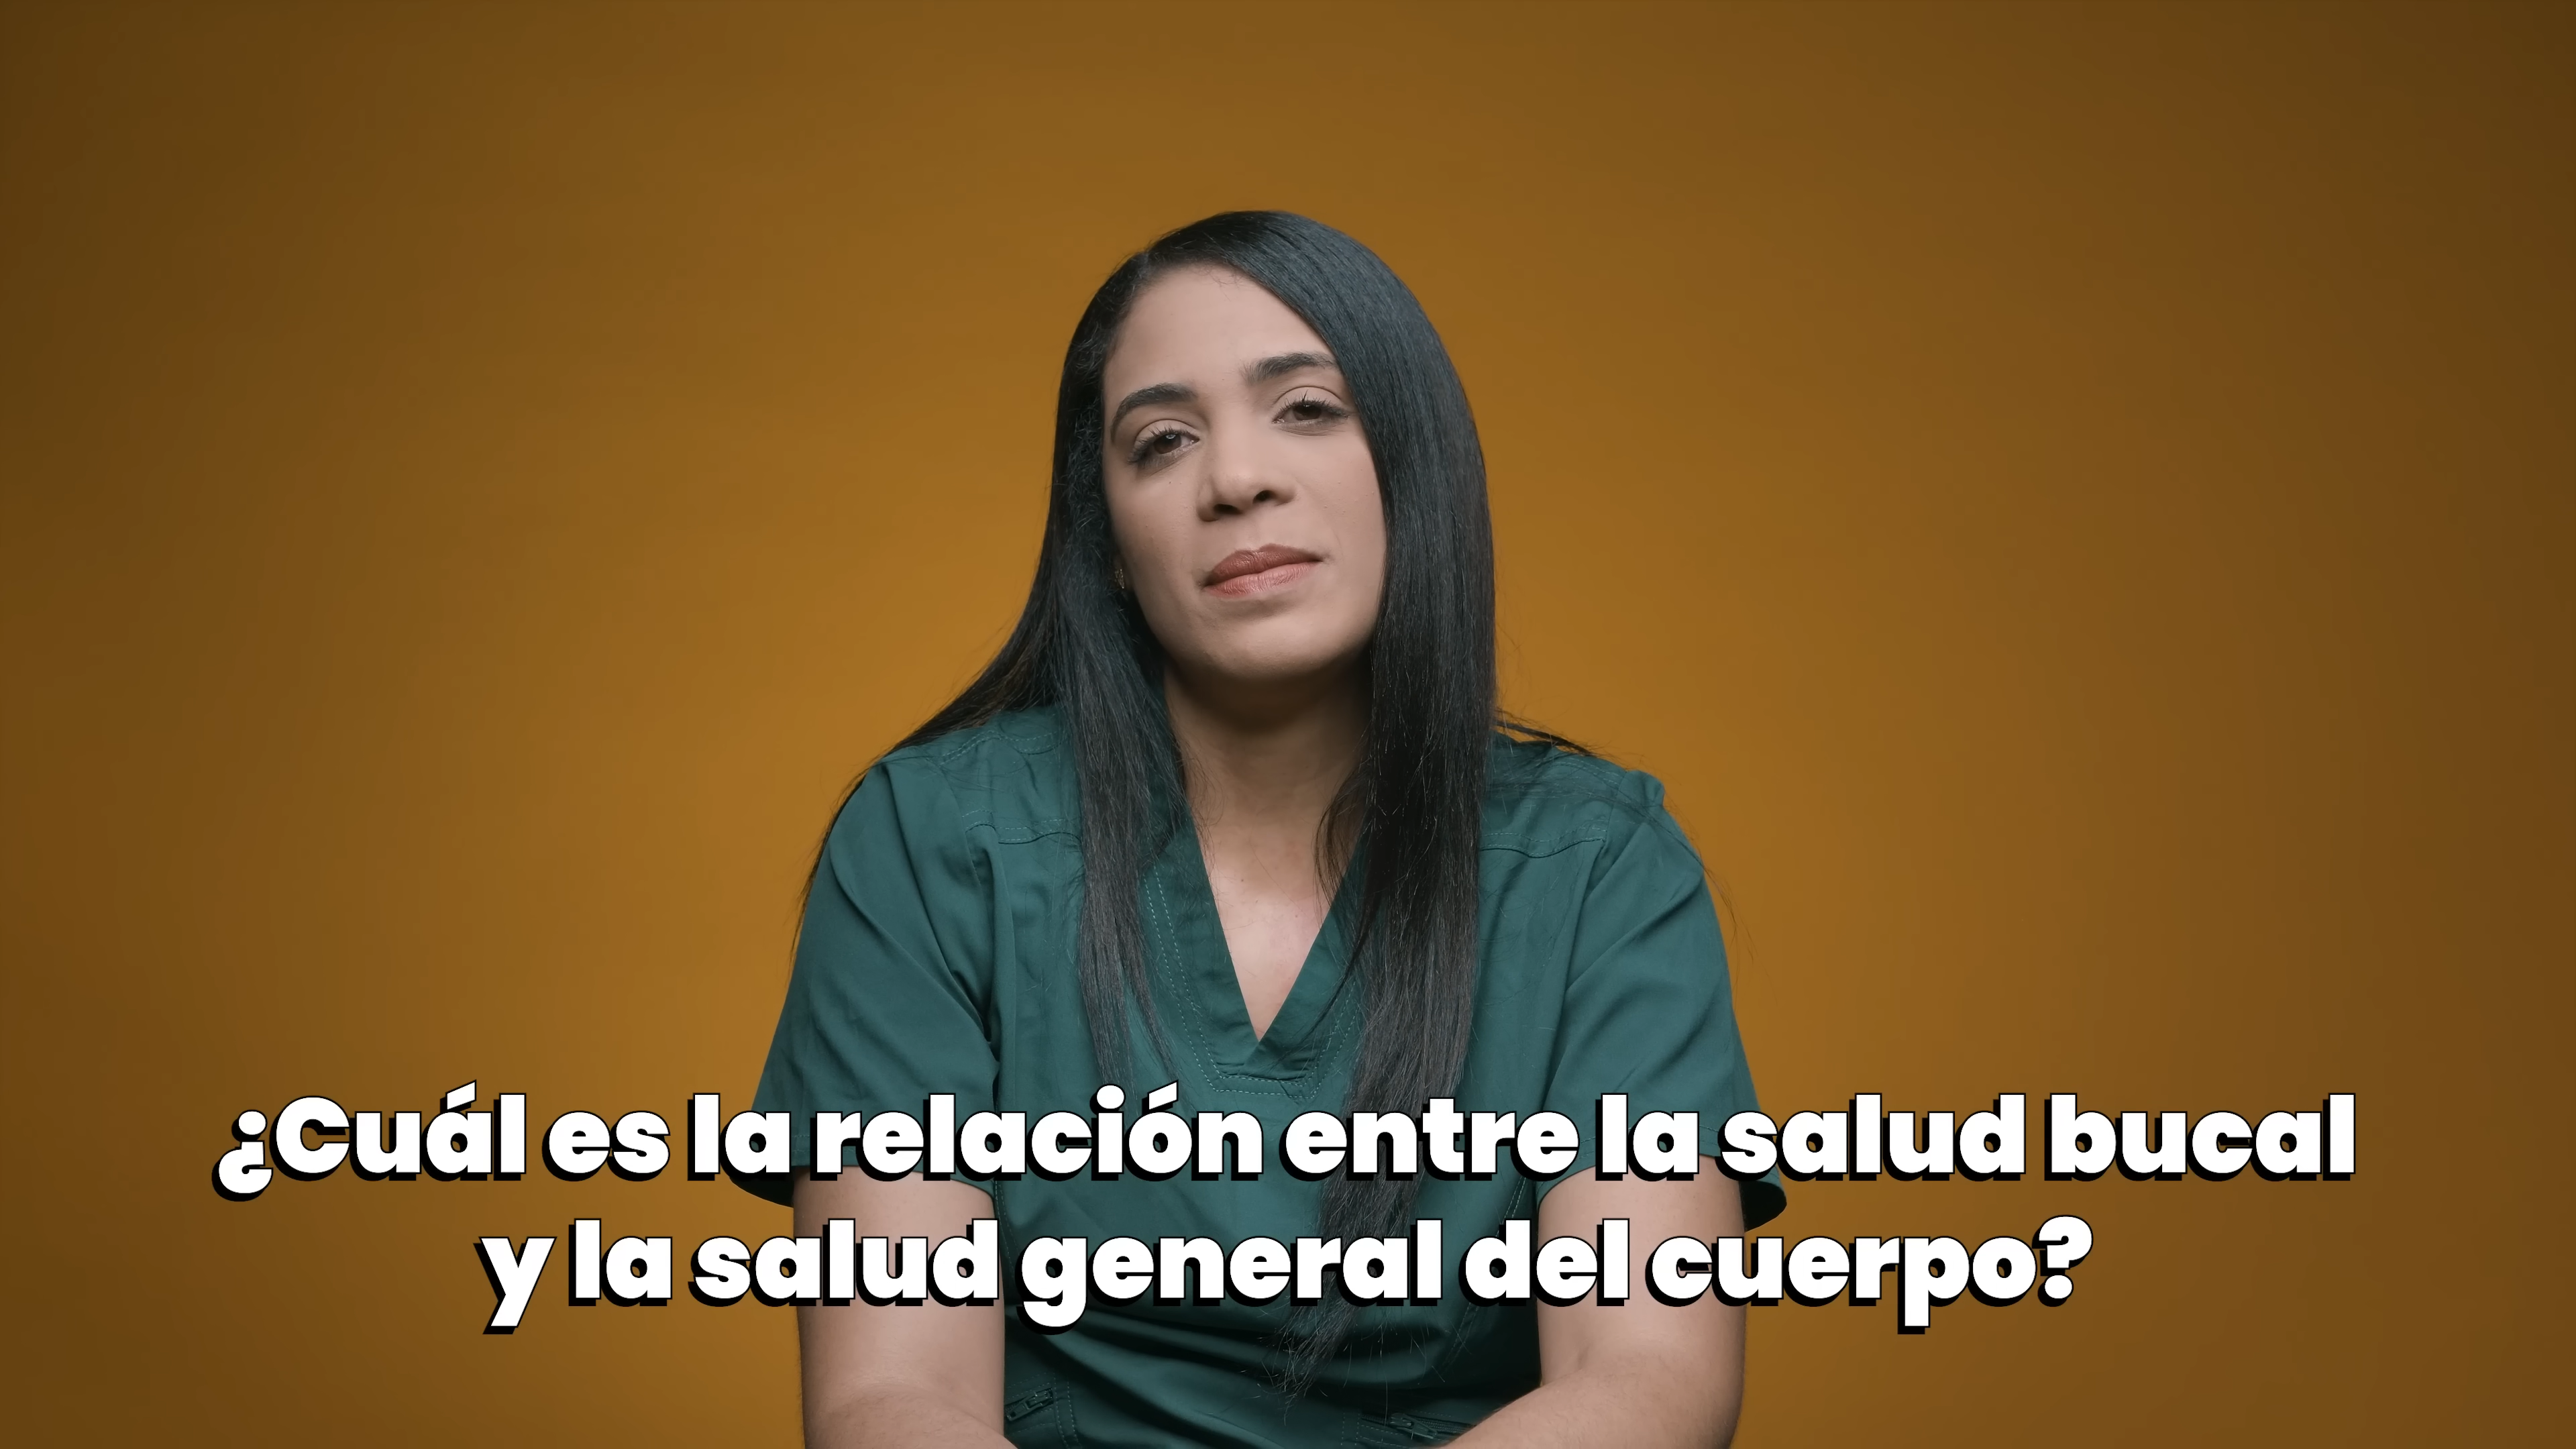 ¿Cuál es la relación entre la salud bucal
y la salud general del cuerpo?